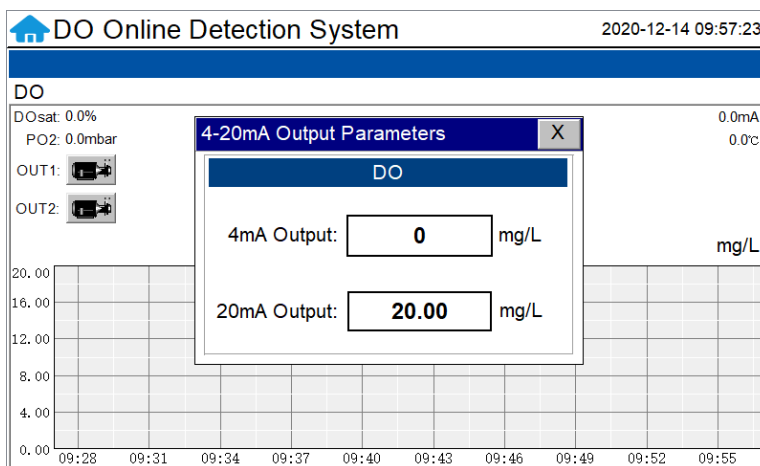 DO Online Detection System 2020-12-14 09:57:23
DO
DOsat: 0.0% 0.0mA
PO2: 0.0mbar 0.0℃
4-20mA Output Parameters X
OUT1:
DO
OUT2:
4mA Output: 0 mg/L
mg/L
20.00
16.00
20mA Output: 20.00 mg/L
12.00
8.00
4.00
0.00
09:28 09:31 09:34 09:37 09:40 09:43 09:46 09:49 09:52 09:55